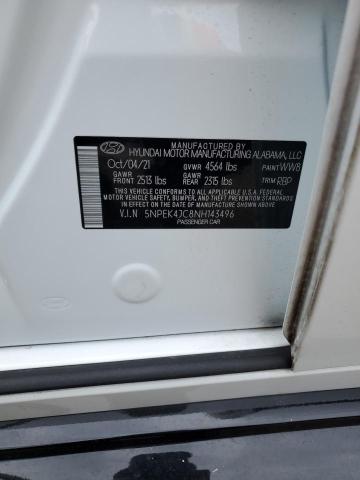 MANUFACTURED BY
HYUNDAI MOTOR MANUFACTURING ALABAMA, LLC
Oct/04/21 GVWR 4564 lbs PAINT WW8
GAWR FRONT 2513 lbs GAWR REAR 2315 lbs TRIM RBP
THIS VEHICLE CONFORMS TO ALL APPLICABLE U.S.A. FEDERAL
MOTOR VEHICLE SAFETY, BUMPER, AND THEFT PREVENTION STANDARDS
IN EFFECT ON THE DATE OF MANUFACTURE SHOWN ABOVE.
V.I.N 5NPEK4JC8NH143496
PASSENGER CAR